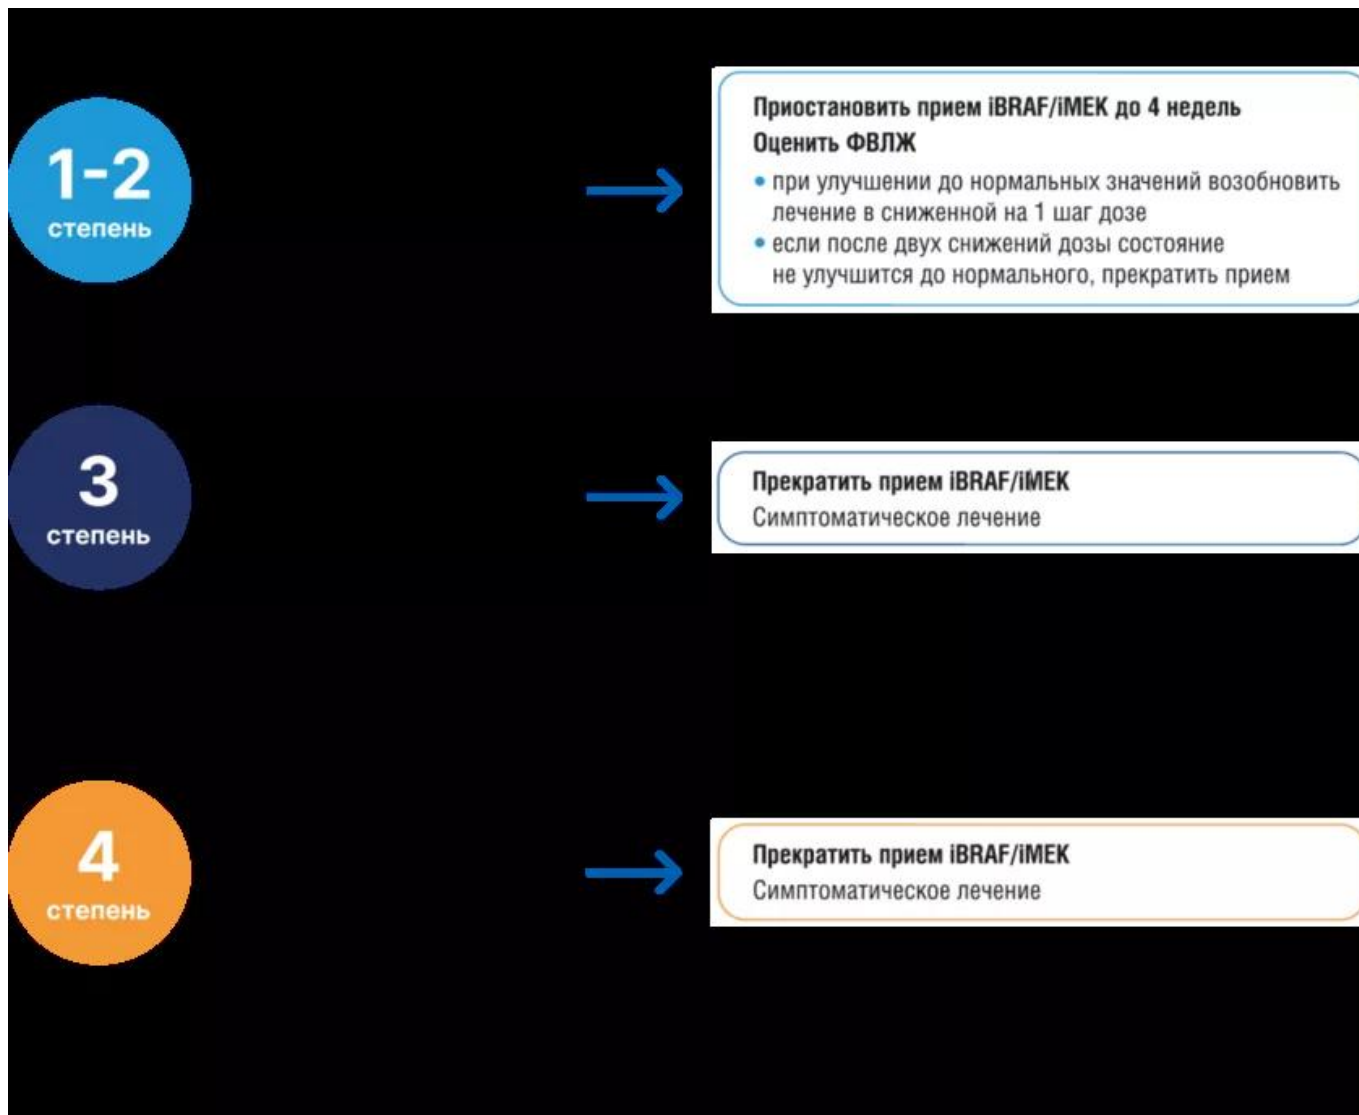 1-2
степень
Приостановить прием iBRAF/iMEK до 4 недель
Оценить ФВЛЖ
• при улучшении до нормальных значений возобновить
лечение в сниженной на 1 шаг дозе
• если после двух снижений дозы состояние
не улучшится до нормального, прекратить прием
3
степень
Прекратить прием iBRAF/iMEK
Симптоматическое лечение
4
степень
Прекратить прием iBRAF/iMEK
Симптоматическое лечение